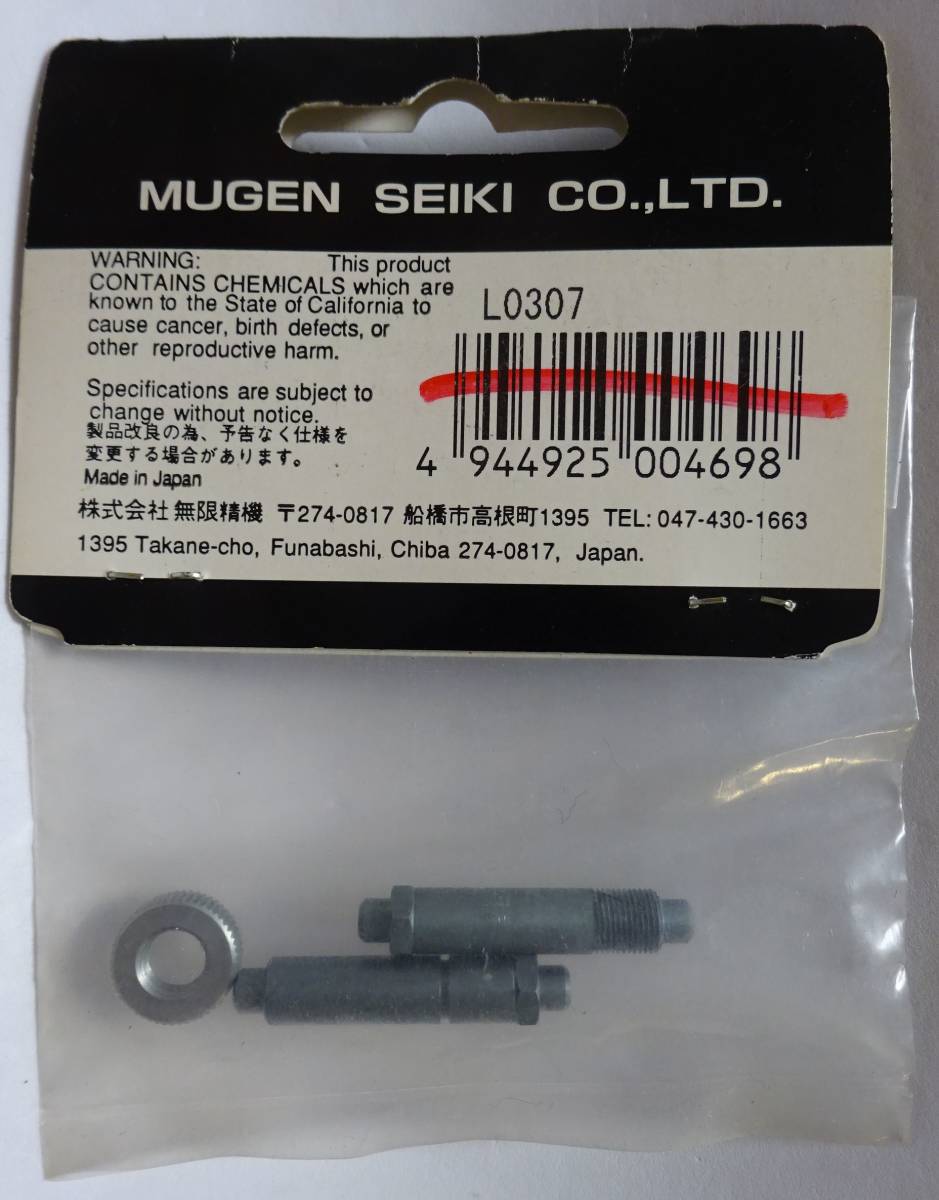 MUGEN SEIKI CO.,LTD.
WARNING: This product
CONTAINS CHEMICALS which are
known to the State of California to
cause cancer, birth defects, or
other reproductive harm.
Specifications are subject to
change without notice.
製品改良の為、予告なく仕様を
変更する場合があります。
Made in Japan
L0307
4 944925 004698
株式会社 無限精機 〒274-0817 船橋市高根町1395 TEL: 047-430-1663
1395 Takane-cho, Funabashi, Chiba 274-0817, Japan.